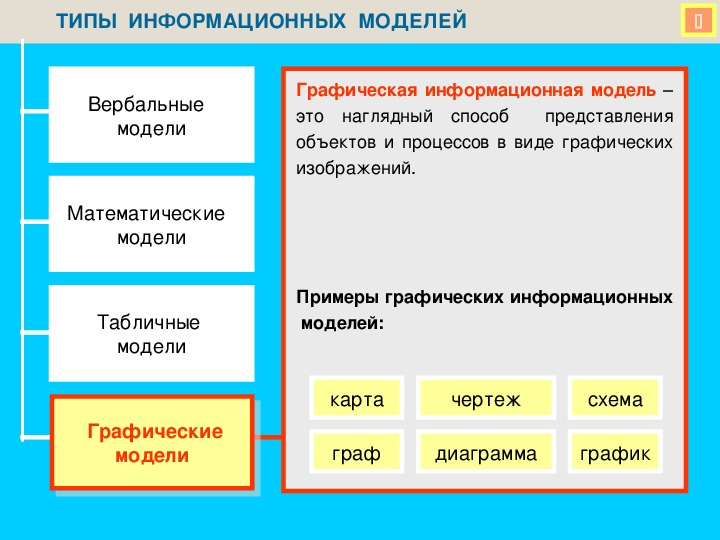 ТИПЫ ИНФОРМАЦИОННЫХ МОДЕЛЕЙ
Вербальные
модели
Математические
модели
Табличные
модели
Графические
модели
Графическая информационная модель –
это наглядный способ представления
объектов и процессов в виде графических
изображений.
Примеры графических информационных
моделей:
карта чертеж схема
граф диаграмма график